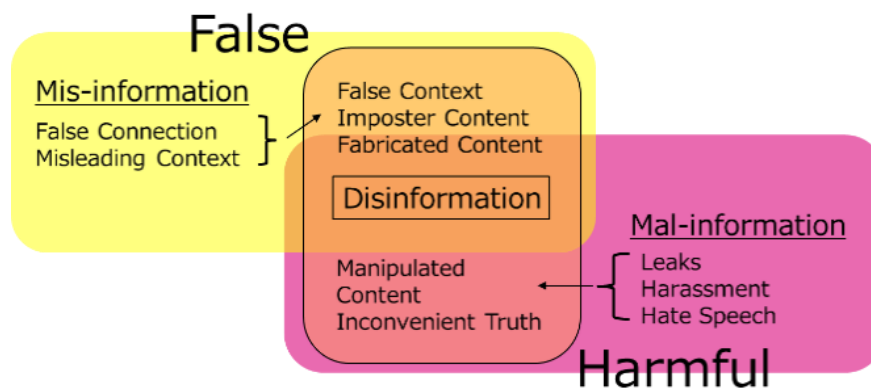 False
Mis-information
False Connection
Misleading Context
False Context
Imposter Content
Fabricated Content
Disinformation
Manipulated
Content
Inconvenient Truth
Mal-information
Leaks
Harassment
Hate Speech
Harmful